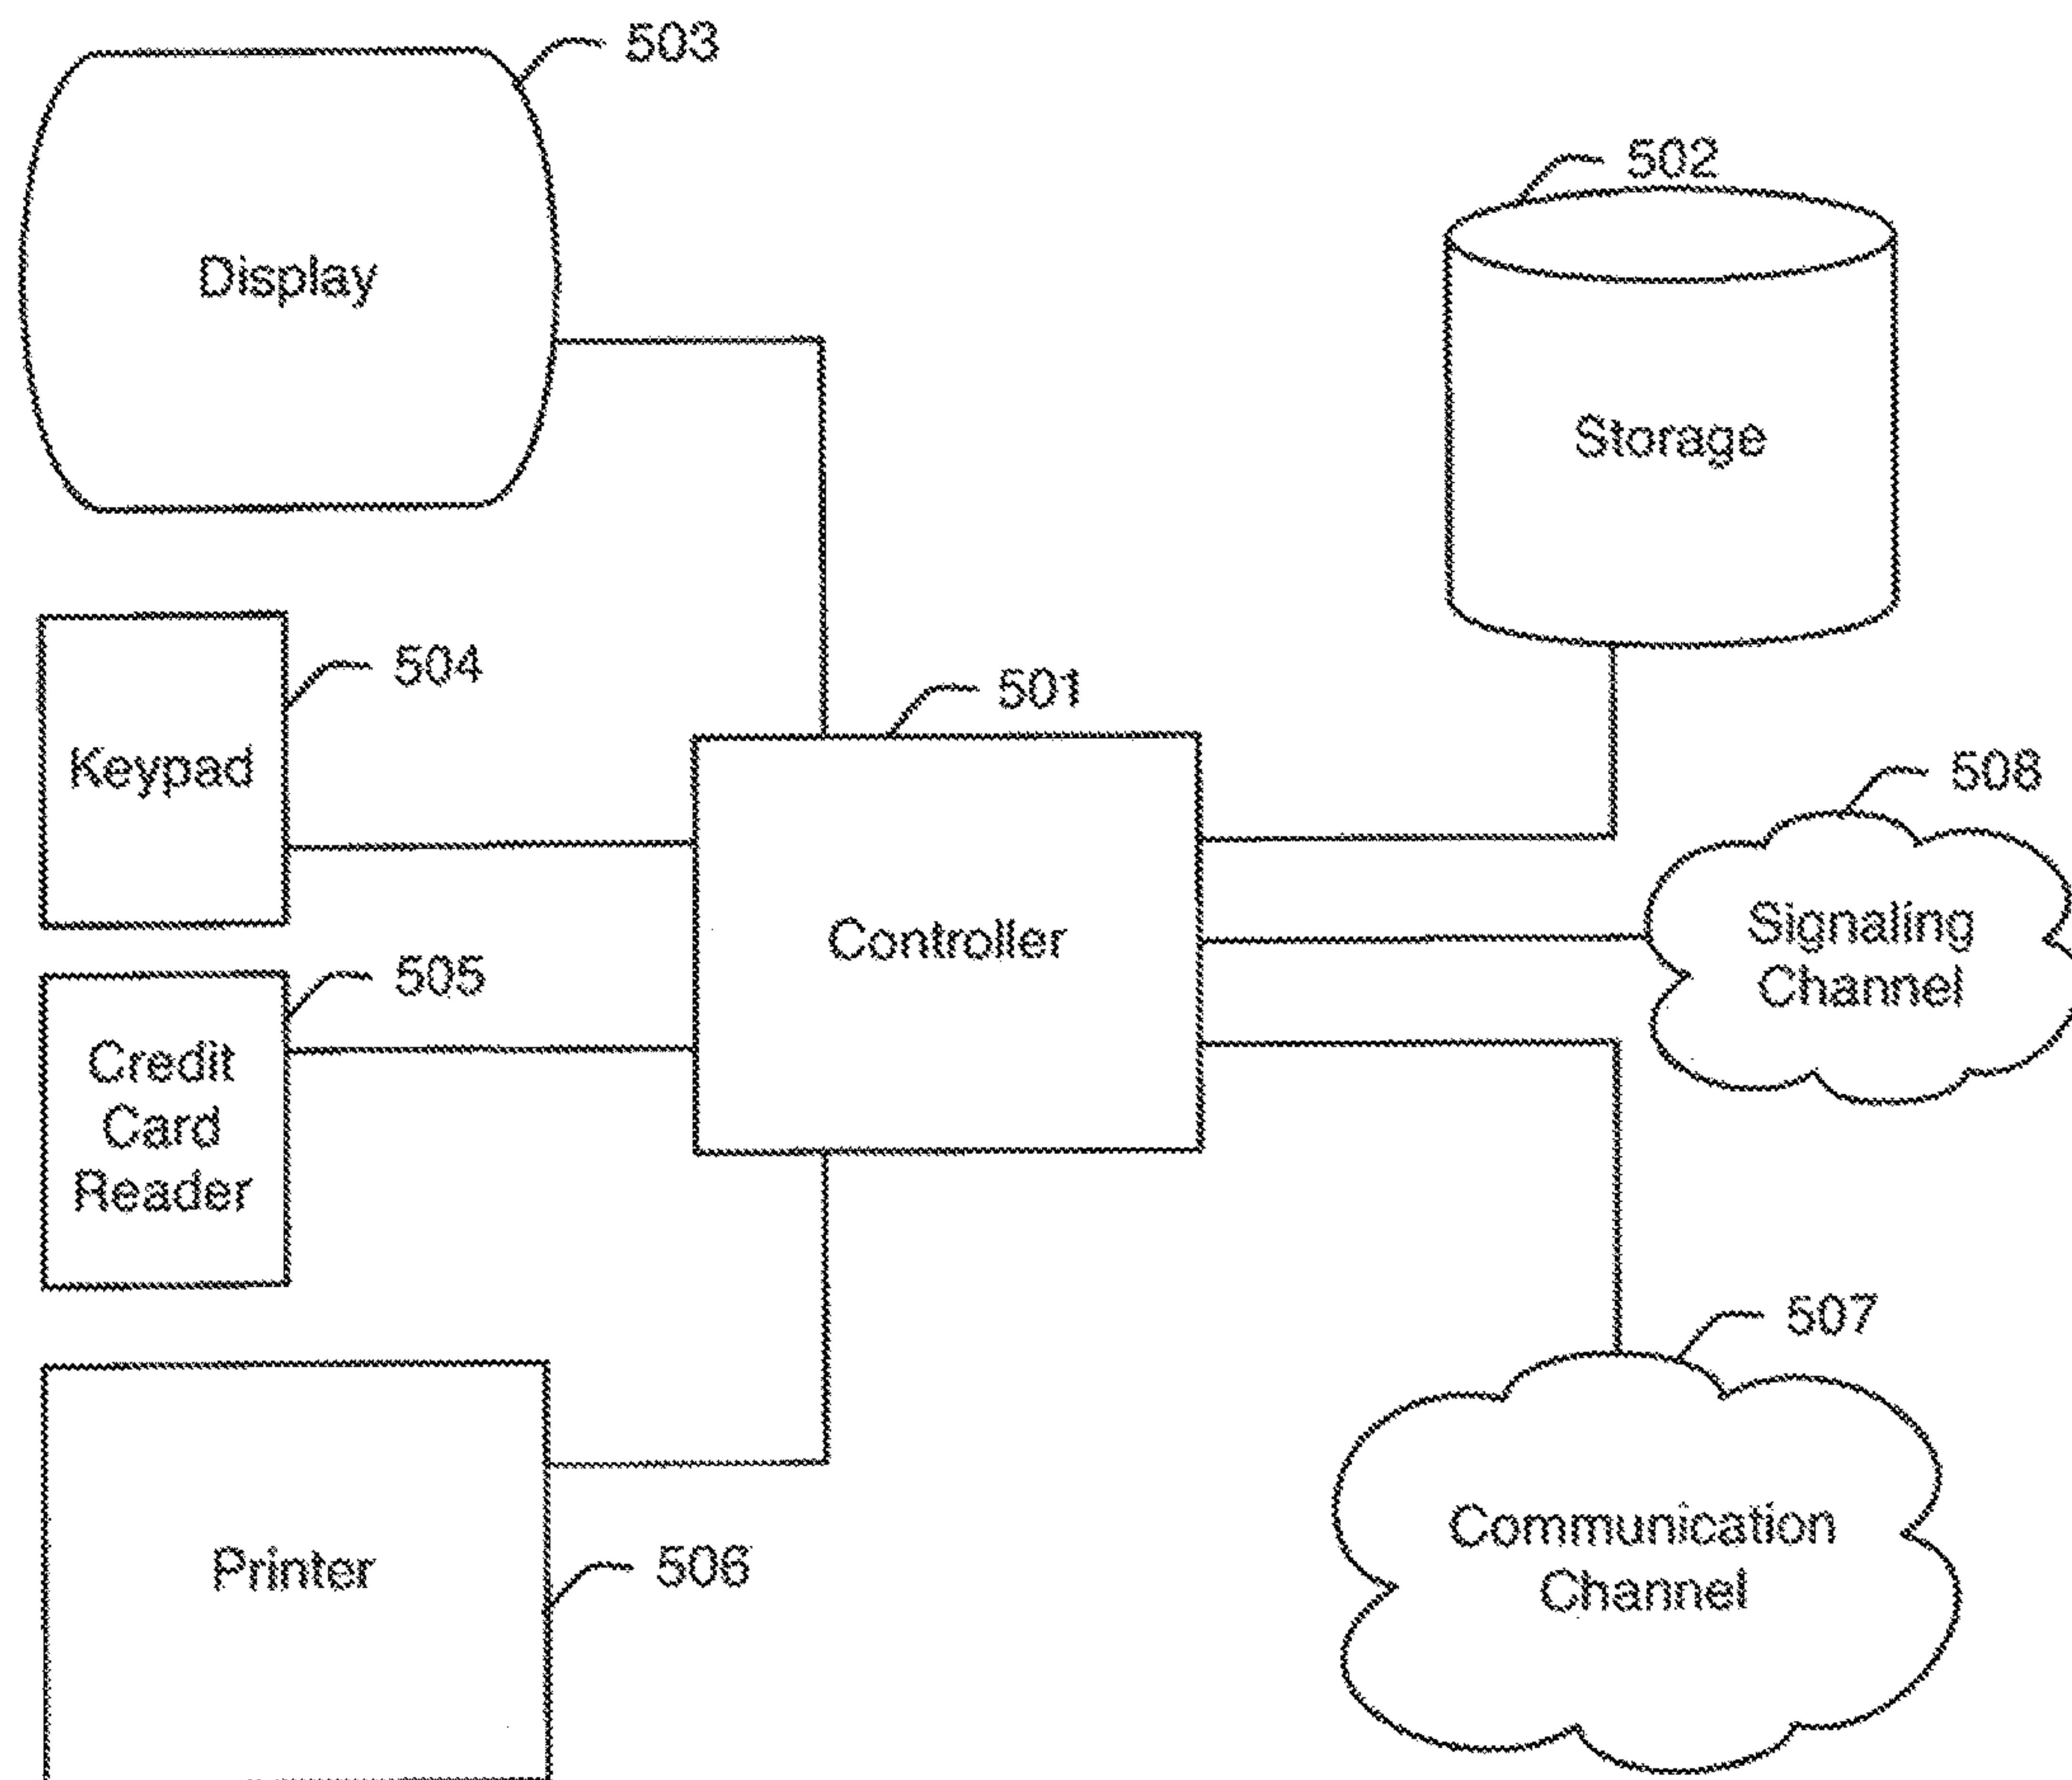 503
Display
502
Storage
504
Keypad
501
Controller
508
Signaling
Channel
505
Credit
Card
Reader
507
Communication
Channel
506
Printer